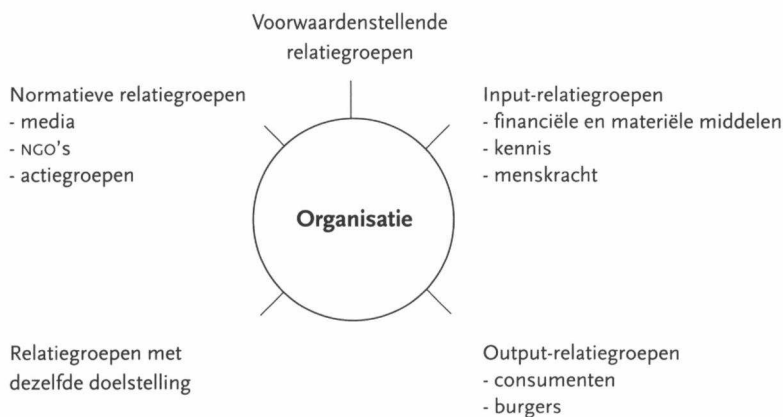 Voorwaardenstellende
relatiegroepen
Normatieve relatiegroepen
- media
- NGO's
- actiegroepen
Input-relatiegroepen
- financiële en materiële middelen
- kennis
- menskracht
Organisatie
Relatiegroepen met
dezelfde doelstelling
Output-relatiegroepen
- consumenten
- burgers